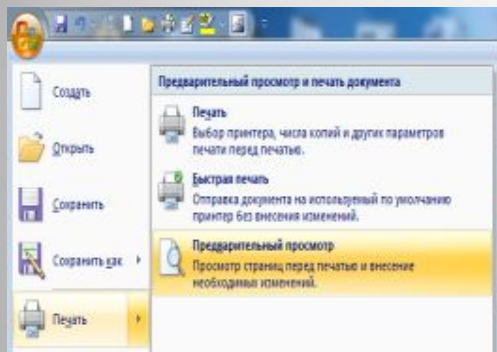 Создать
Открыть
Сохранить
Сохранить как
Печать
Предварительный просмотр и печать документа
Печать
Выбор принтера, числа копий и других параметров
печати перед печатью.
Быстрая печать
Отправка документа на используемый по умолчанию
принтер без внесения изменений.
Предварительный просмотр
Просмотр страниц перед печатью и внесение
необходимых изменений.